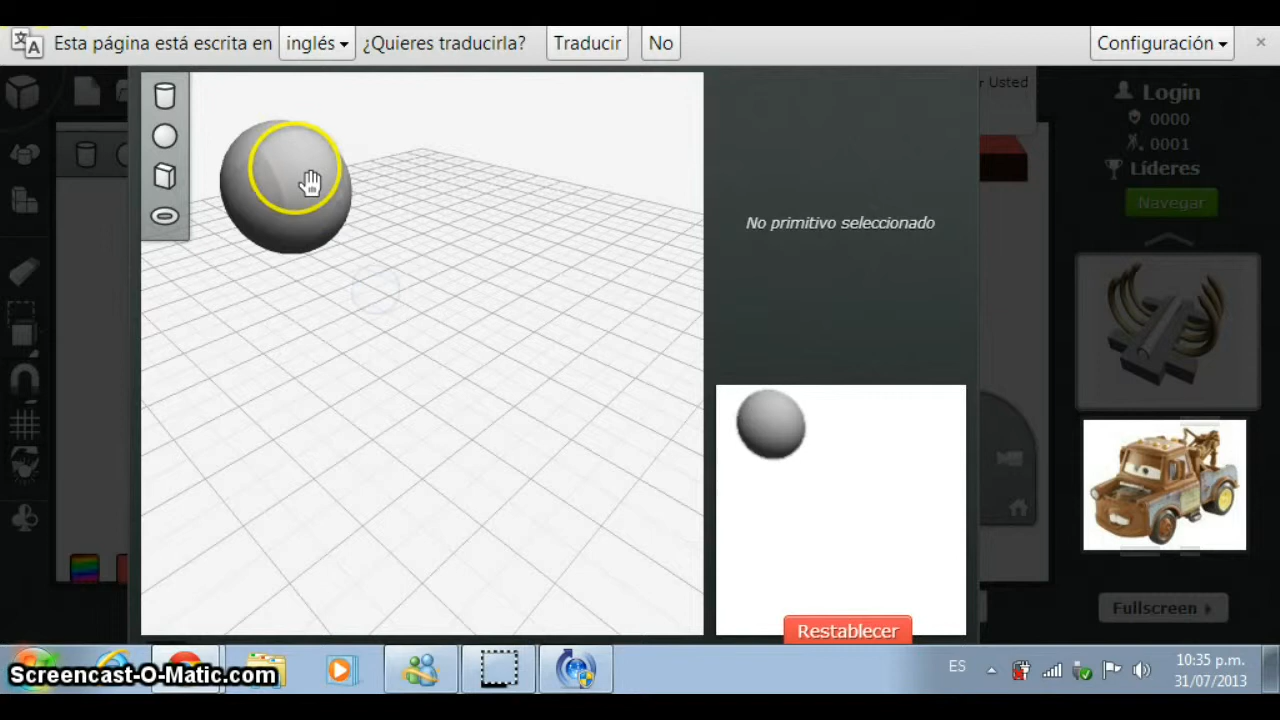 Esta página está escrita en inglés ¿Quieres traducirla? Traducir No Configuración
r Usted
Login
0000
0001
Líderes
Navegar
No primitivo seleccionado
Fullscreen
Restablecer
Screencast-O-Matic.com
ES
10:35 p.m.
31/07/2013